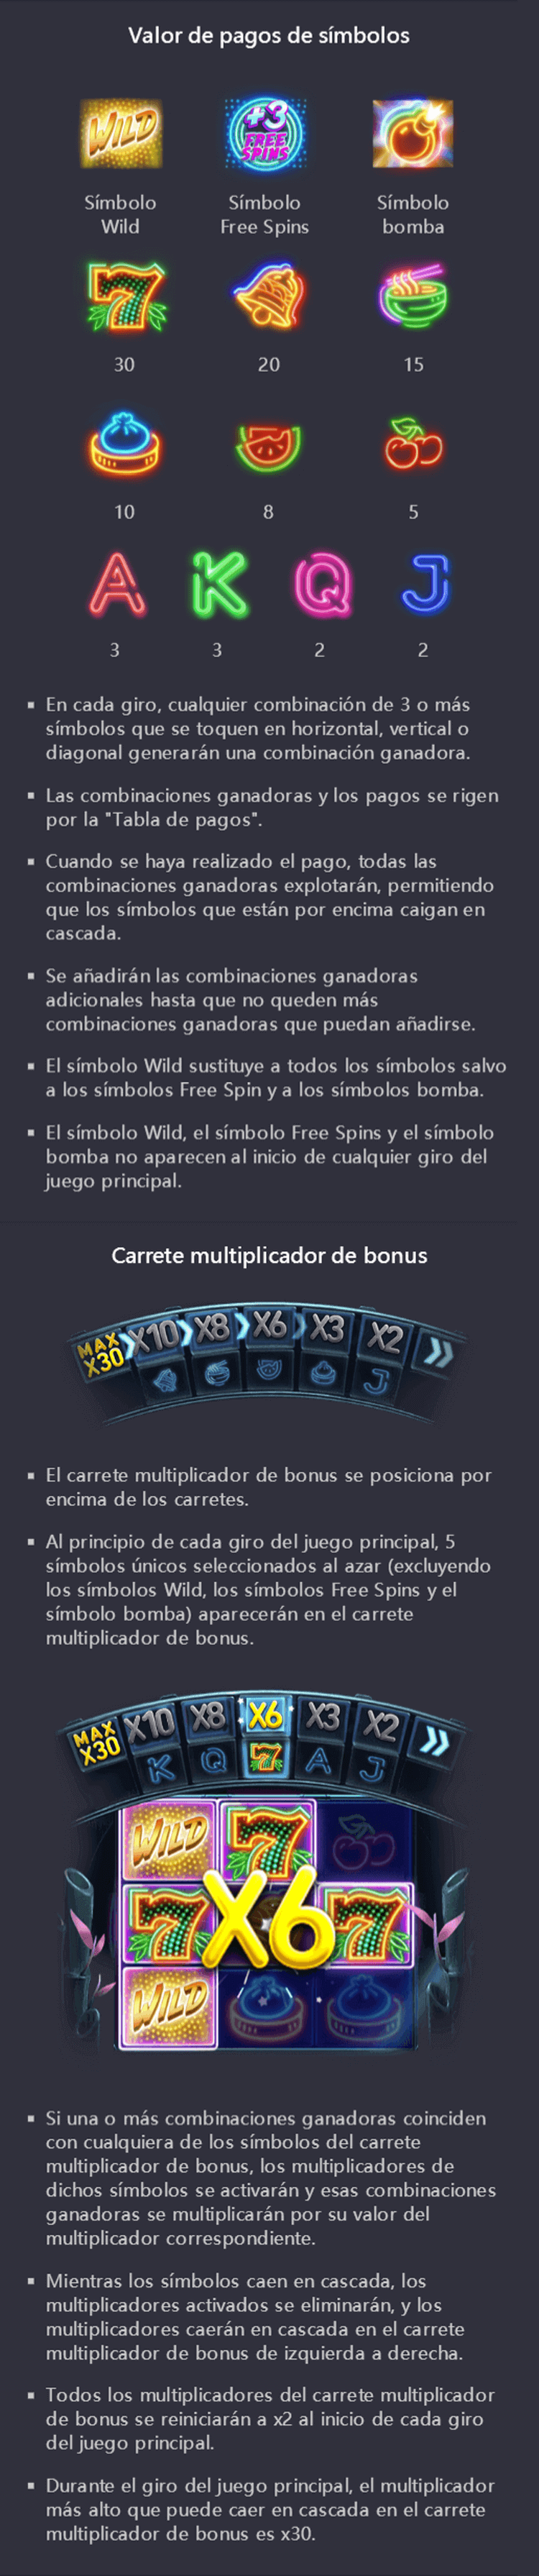 Valor de pagos de símbolos
WILD
+3
FREE
SPINS
Símbolo Símbolo Símbolo
Wild Free Spins bomba
7
30 20 15
10 8 5
A K Q J
3 3 2 2
▪ En cada giro, cualquier combinación de 3 o más
símbolos que se toquen en horizontal, vertical o
diagonal generarán una combinación ganadora.
▪ Las combinaciones ganadoras y los pagos se rigen
por la "Tabla de pagos".
▪ Cuando se haya realizado el pago, todas las
combinaciones ganadoras explotarán, permitiendo
que los símbolos que están por encima caigan en
cascada.
▪ Se añadirán las combinaciones ganadoras
adicionales hasta que no queden más
combinaciones ganadoras que puedan añadirse.
▪ El símbolo Wild sustituye a todos los símbolos salvo
a los símbolos Free Spin y a los símbolos bomba.
▪ El símbolo Wild, el símbolo Free Spins y el símbolo
bomba no aparecen al inicio de cualquier giro del
juego principal.
Carrete multiplicador de bonus
MAX
X30 X10 X8 X6 X3 X2
J
▪ El carrete multiplicador de bonus se posiciona por
encima de los carretes.
▪ Al principio de cada giro del juego principal, 5
símbolos únicos seleccionados al azar (excluyendo
los símbolos Wild, los símbolos Free Spins y el
símbolo bomba) aparecerán en el carrete
multiplicador de bonus.
MAX
X30 X10 X8 X6 X3 X2
K Q 7 A J
WILD 7
7 X6 7
WILD
▪ Si una o más combinaciones ganadoras coinciden
con cualquiera de los símbolos del carrete
multiplicador de bonus, los multiplicadores de
dichos símbolos se activarán y esas combinaciones
ganadoras se multiplicarán por su valor del
multiplicador correspondiente.
▪ Mientras los símbolos caen en cascada, los
multiplicadores activados se eliminarán, y los
multiplicadores caerán en cascada en el carrete
multiplicador de bonus de izquierda a derecha.
▪ Todos los multiplicadores del carrete multiplicador
de bonus se reiniciarán a x2 al inicio de cada giro
del juego principal.
▪ Durante el giro del juego principal, el multiplicador
más alto que puede caer en cascada en el carrete
multiplicador de bonus es x30.